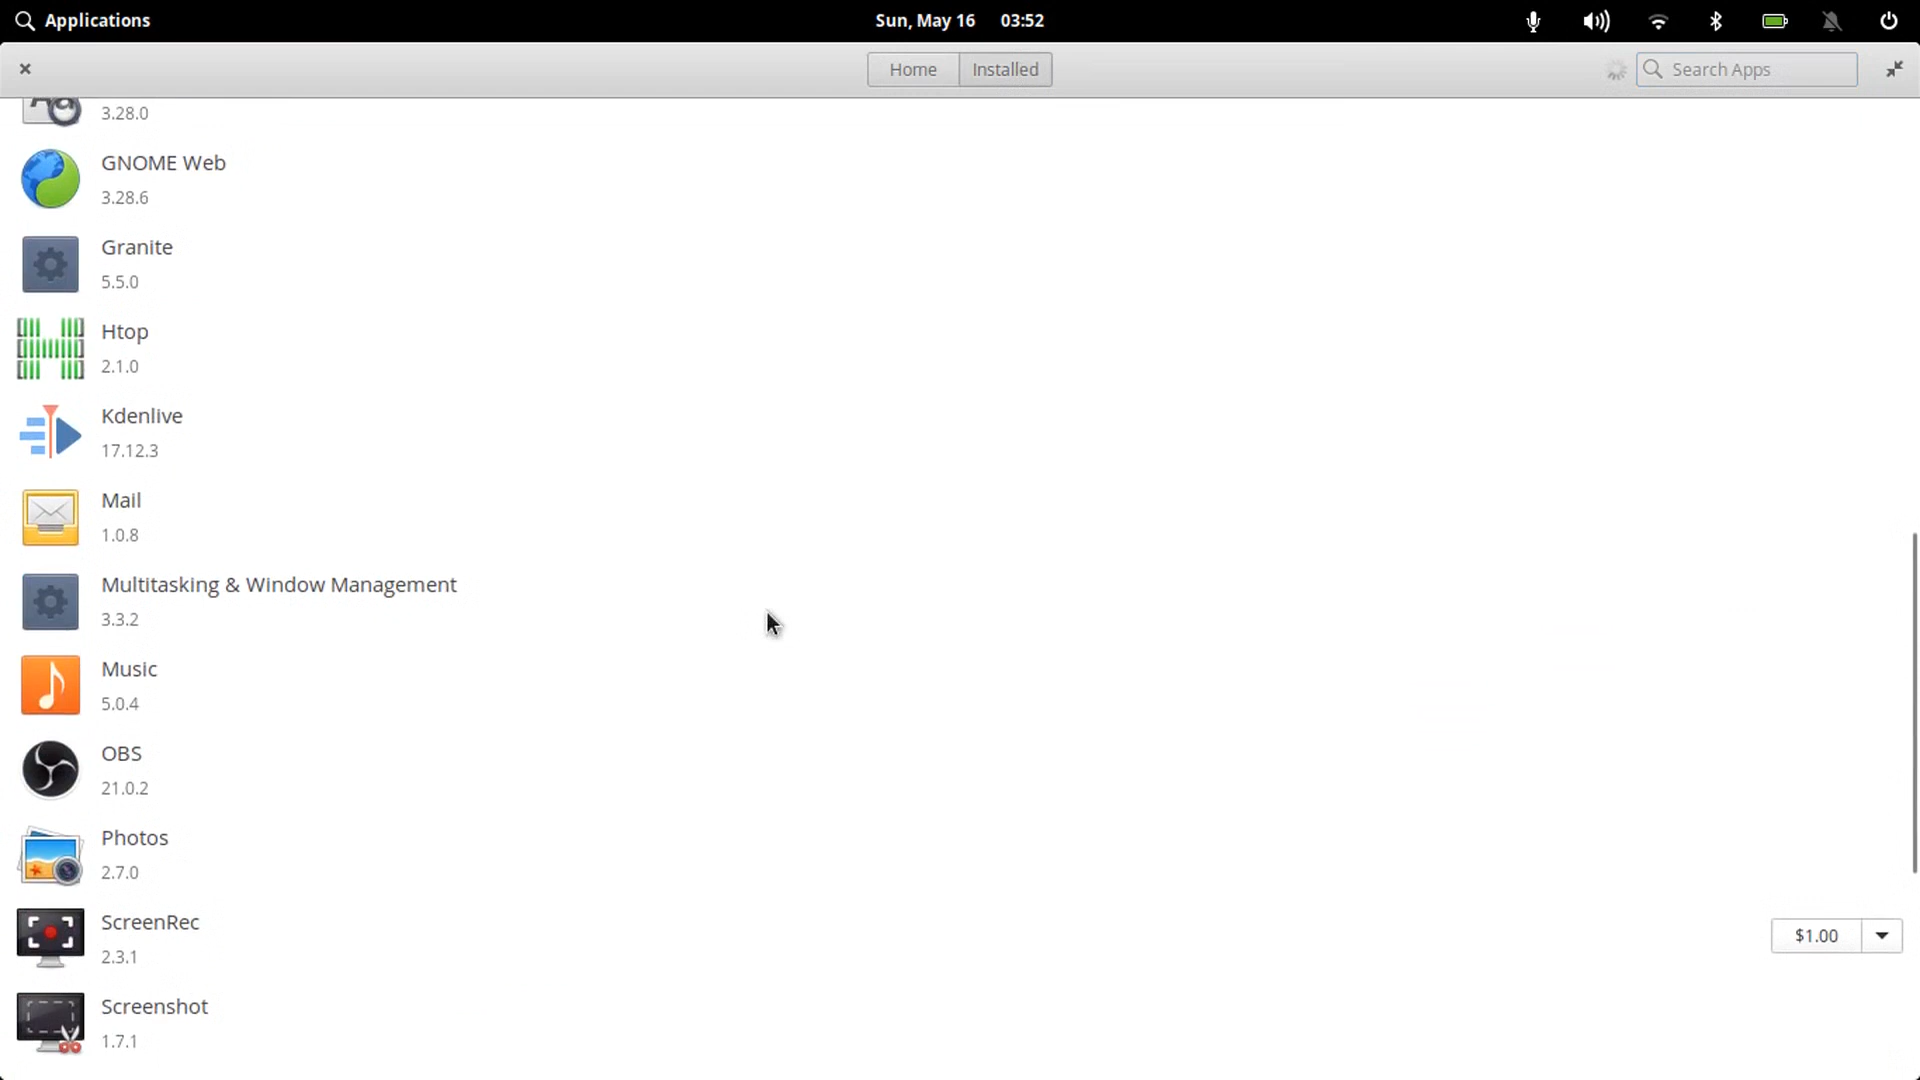 Applications
Sun, May 16 03:52
Home
Installed
Search Apps
3.28.0
GNOME Web
3.28.6
Granite
5.5.0
Htop
2.1.0
Kdenlive
17.12.3
Mail
1.0.8
Multitasking & Window Management
3.3.2
Music
5.0.4
OBS
21.0.2
Photos
2.7.0
ScreenRec
2.3.1
$1.00
Screenshot
1.7.1